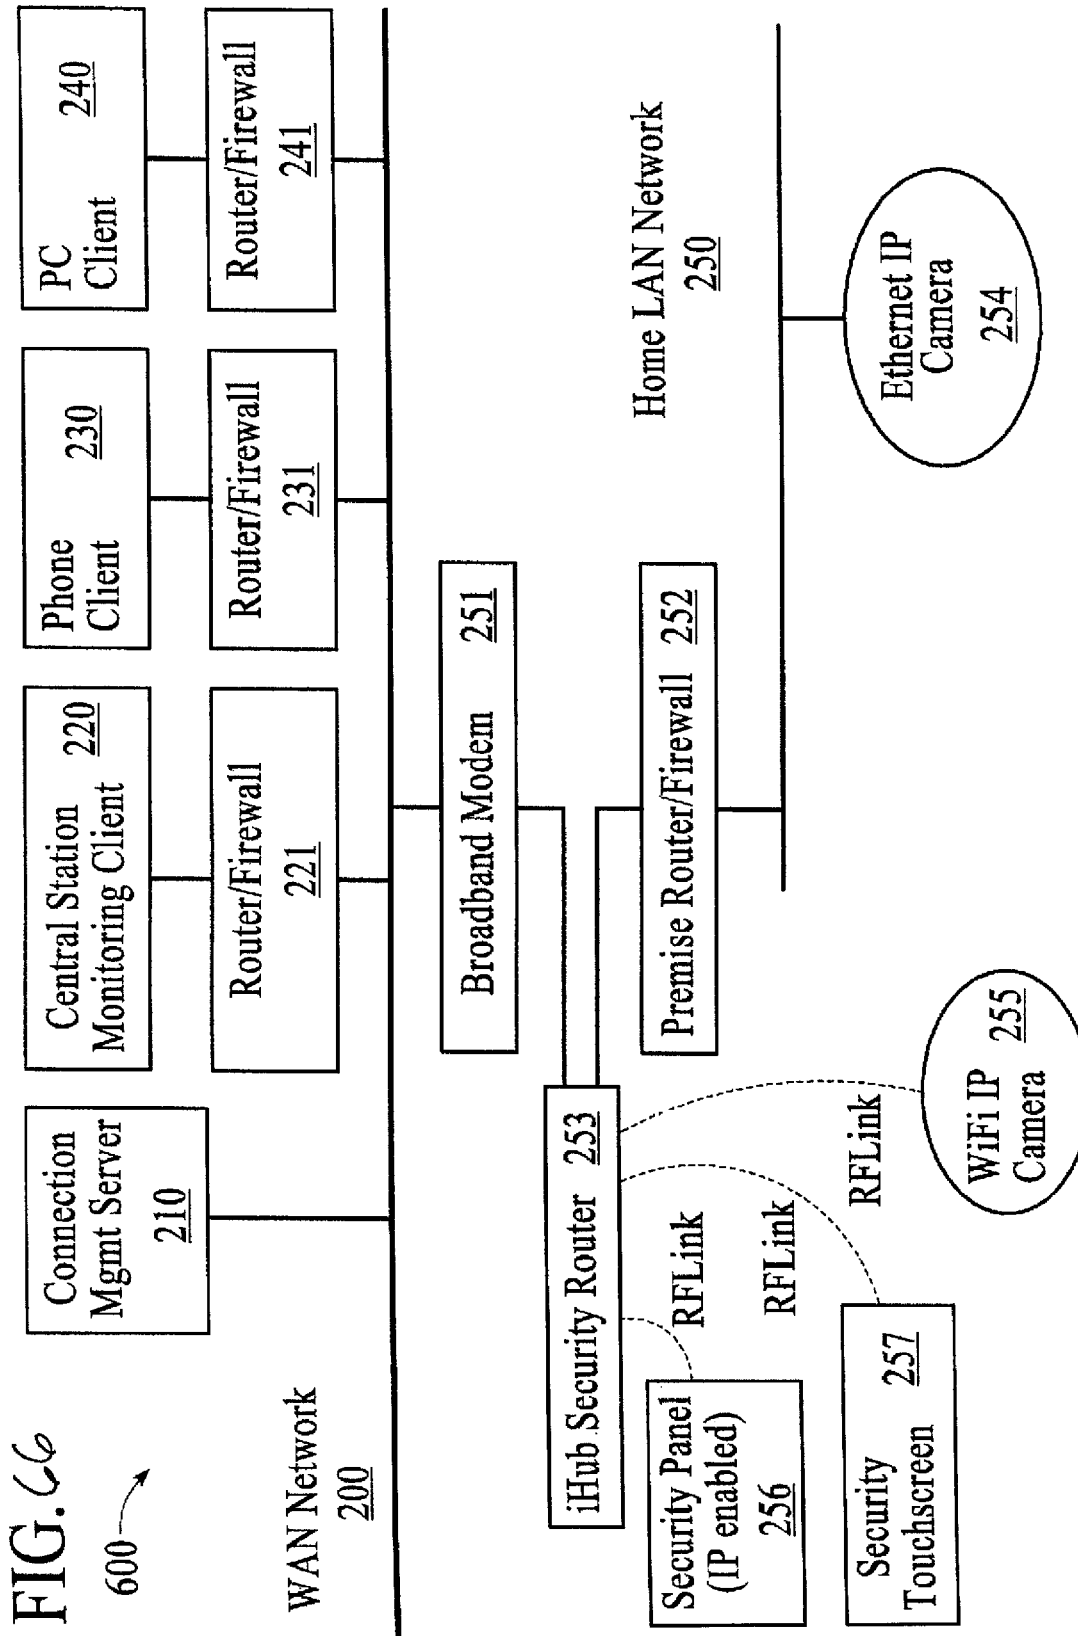 FIG. 66
600
Connection
Mgmt Server
210
Central Station
Monitoring Client
220
Phone
Client
230
PC
Client
240
Router/Firewall
221
Router/Firewall
231
Router/Firewall
241
WAN Network
200
Broadband Modem 251
iHub Security Router 253
Premise Router/Firewall 252
Home LAN Network
250
Security Panel
(IP enabled)
256
RFLink
RFLink
RFLink
Security
Touchscreen
257
WiFi IP
Camera
255
Ethernet IP
Camera
254